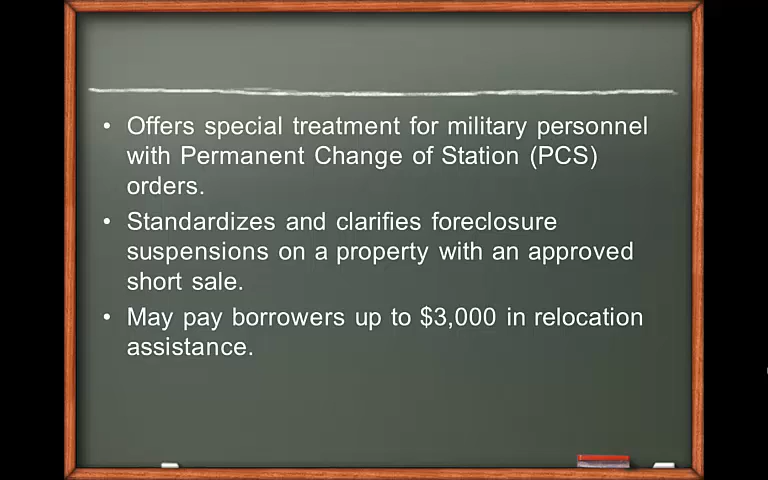 • Offers special treatment for military personnel
with Permanent Change of Station (PCS)
orders.
• Standardizes and clarifies foreclosure
suspensions on a property with an approved
short sale.
• May pay borrowers up to $3,000 in relocation
assistance.